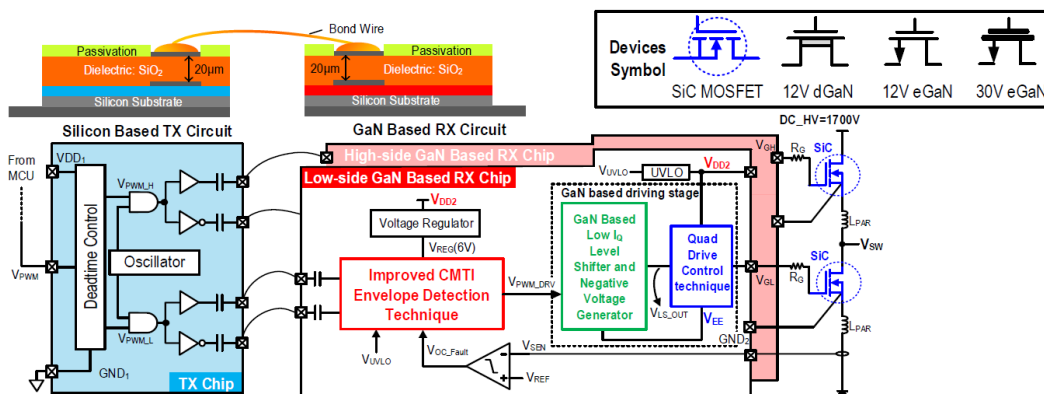 Bond Wire
Passivation
Dielectric: SiO2
20μm
Silicon Substrate
Passivation
20μm
Dielectric: SiO2
Silicon Substrate
Devices
Symbol
SiC MOSFET
12V dGaN
12V eGaN
30V eGaN
Silicon Based TX Circuit
GaN Based RX Circuit
DC_HV=1700V
From
MCU
VDD1
VPWM_H
Deadtime Control
Oscillator
VPWM
VPWM_L
GND1
TX Chip
High-side GaN Based RX Chip
Low-side GaN Based RX Chip
VDD2
Voltage Regulator
VREG(6V)
Improved CMTI
Envelope Detection
Technique
VUVLO
VOC_Fault
VPWM_DRV
VUVLO
UVLO
VDD2
GaN based driving stage
GaN Based
Low IQ
Level
Shifter and
Negative
Voltage
Generator
Quad
Drive Control
technique
VLS_OUT
VEE
GND2
VSEN
VREF
VGH
RG
SiC
LPAR
VSW
SiC
VGL
RG
LPAR